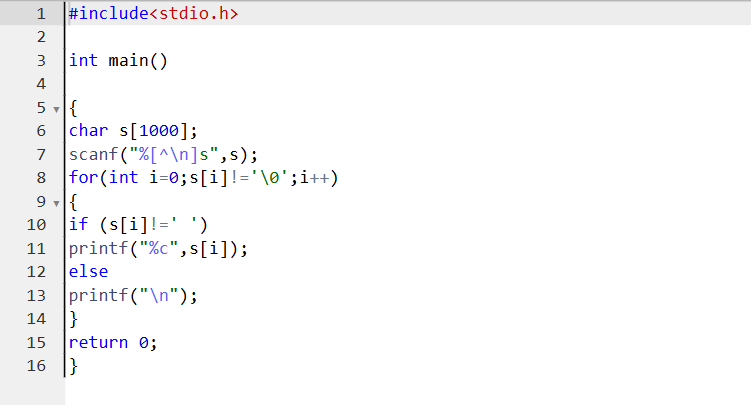 1 #include<stdio.h>
2
3 int main()
4
5 {
6 char s[1000];
7 scanf("%[^\n]s",s);
8 for(int i=0;s[i]!='\0';i++)
9 {
10 if (s[i]!=' ')
11 printf("%c",s[i]);
12 else
13 printf("\n");
14 }
15 return 0;
16 }